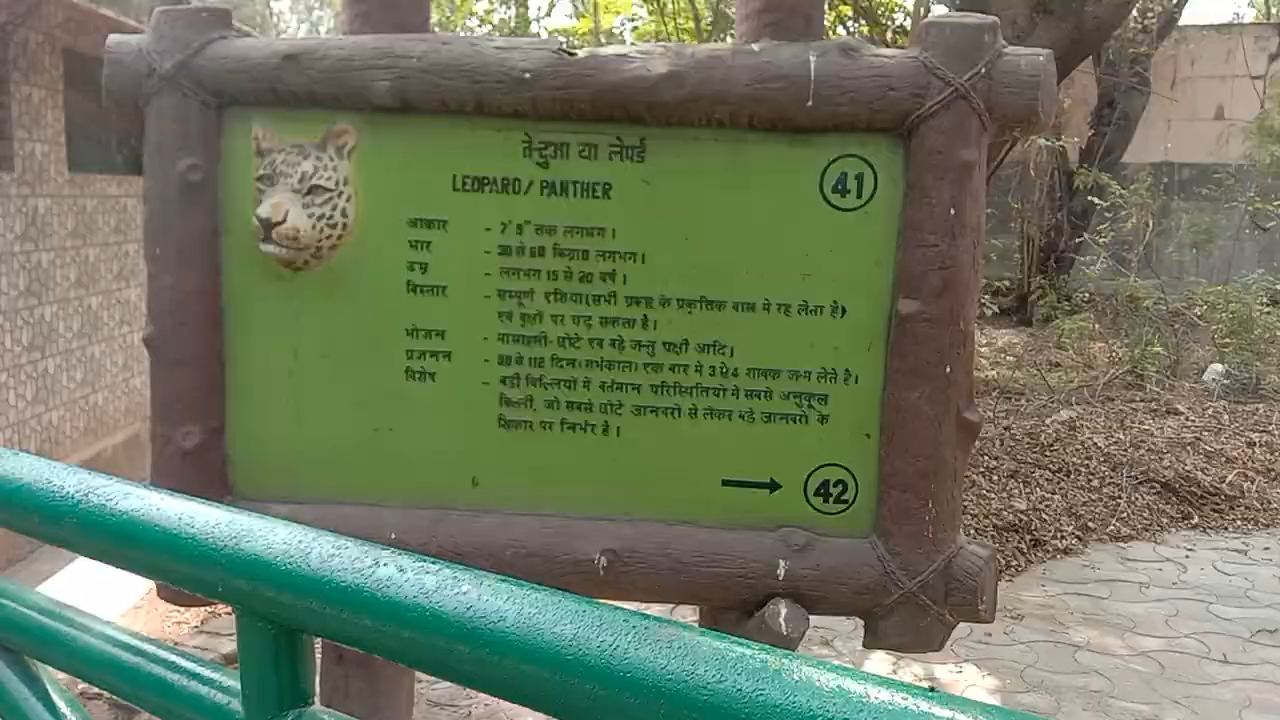 तेन्दुआ या लेपर्ड
LEOPARD/ PANTHER
41
आकार - 7' 9" तक लगभग।
भार - 30 से 60 किग्रा0 लगभग।
उम्र - लगभग 15 से 20 वर्ष।
विस्तार - सम्पूर्ण एशिया(सभी प्रकार के प्रकृतिक वास मे रह लेता है)
एवं वृक्षों पर चढ़ सकता है।
भोजन - मांसाहारी- छोटे एवं बड़े जन्तु पक्षी आदि।
प्रजनन - 90 से 112 दिन(गर्भकाल) एक बार मे 3 से 4 शावक जन्म लेते है।
विशेष - बडी बिल्लियों में वर्तमान परिस्थितियो मे सबसे अनुकूल
बिल्ली, जो सबसे छोटे जानवरो से लेकर बड़े जानवरो के
शिकार पर निर्भर है।
→ 42